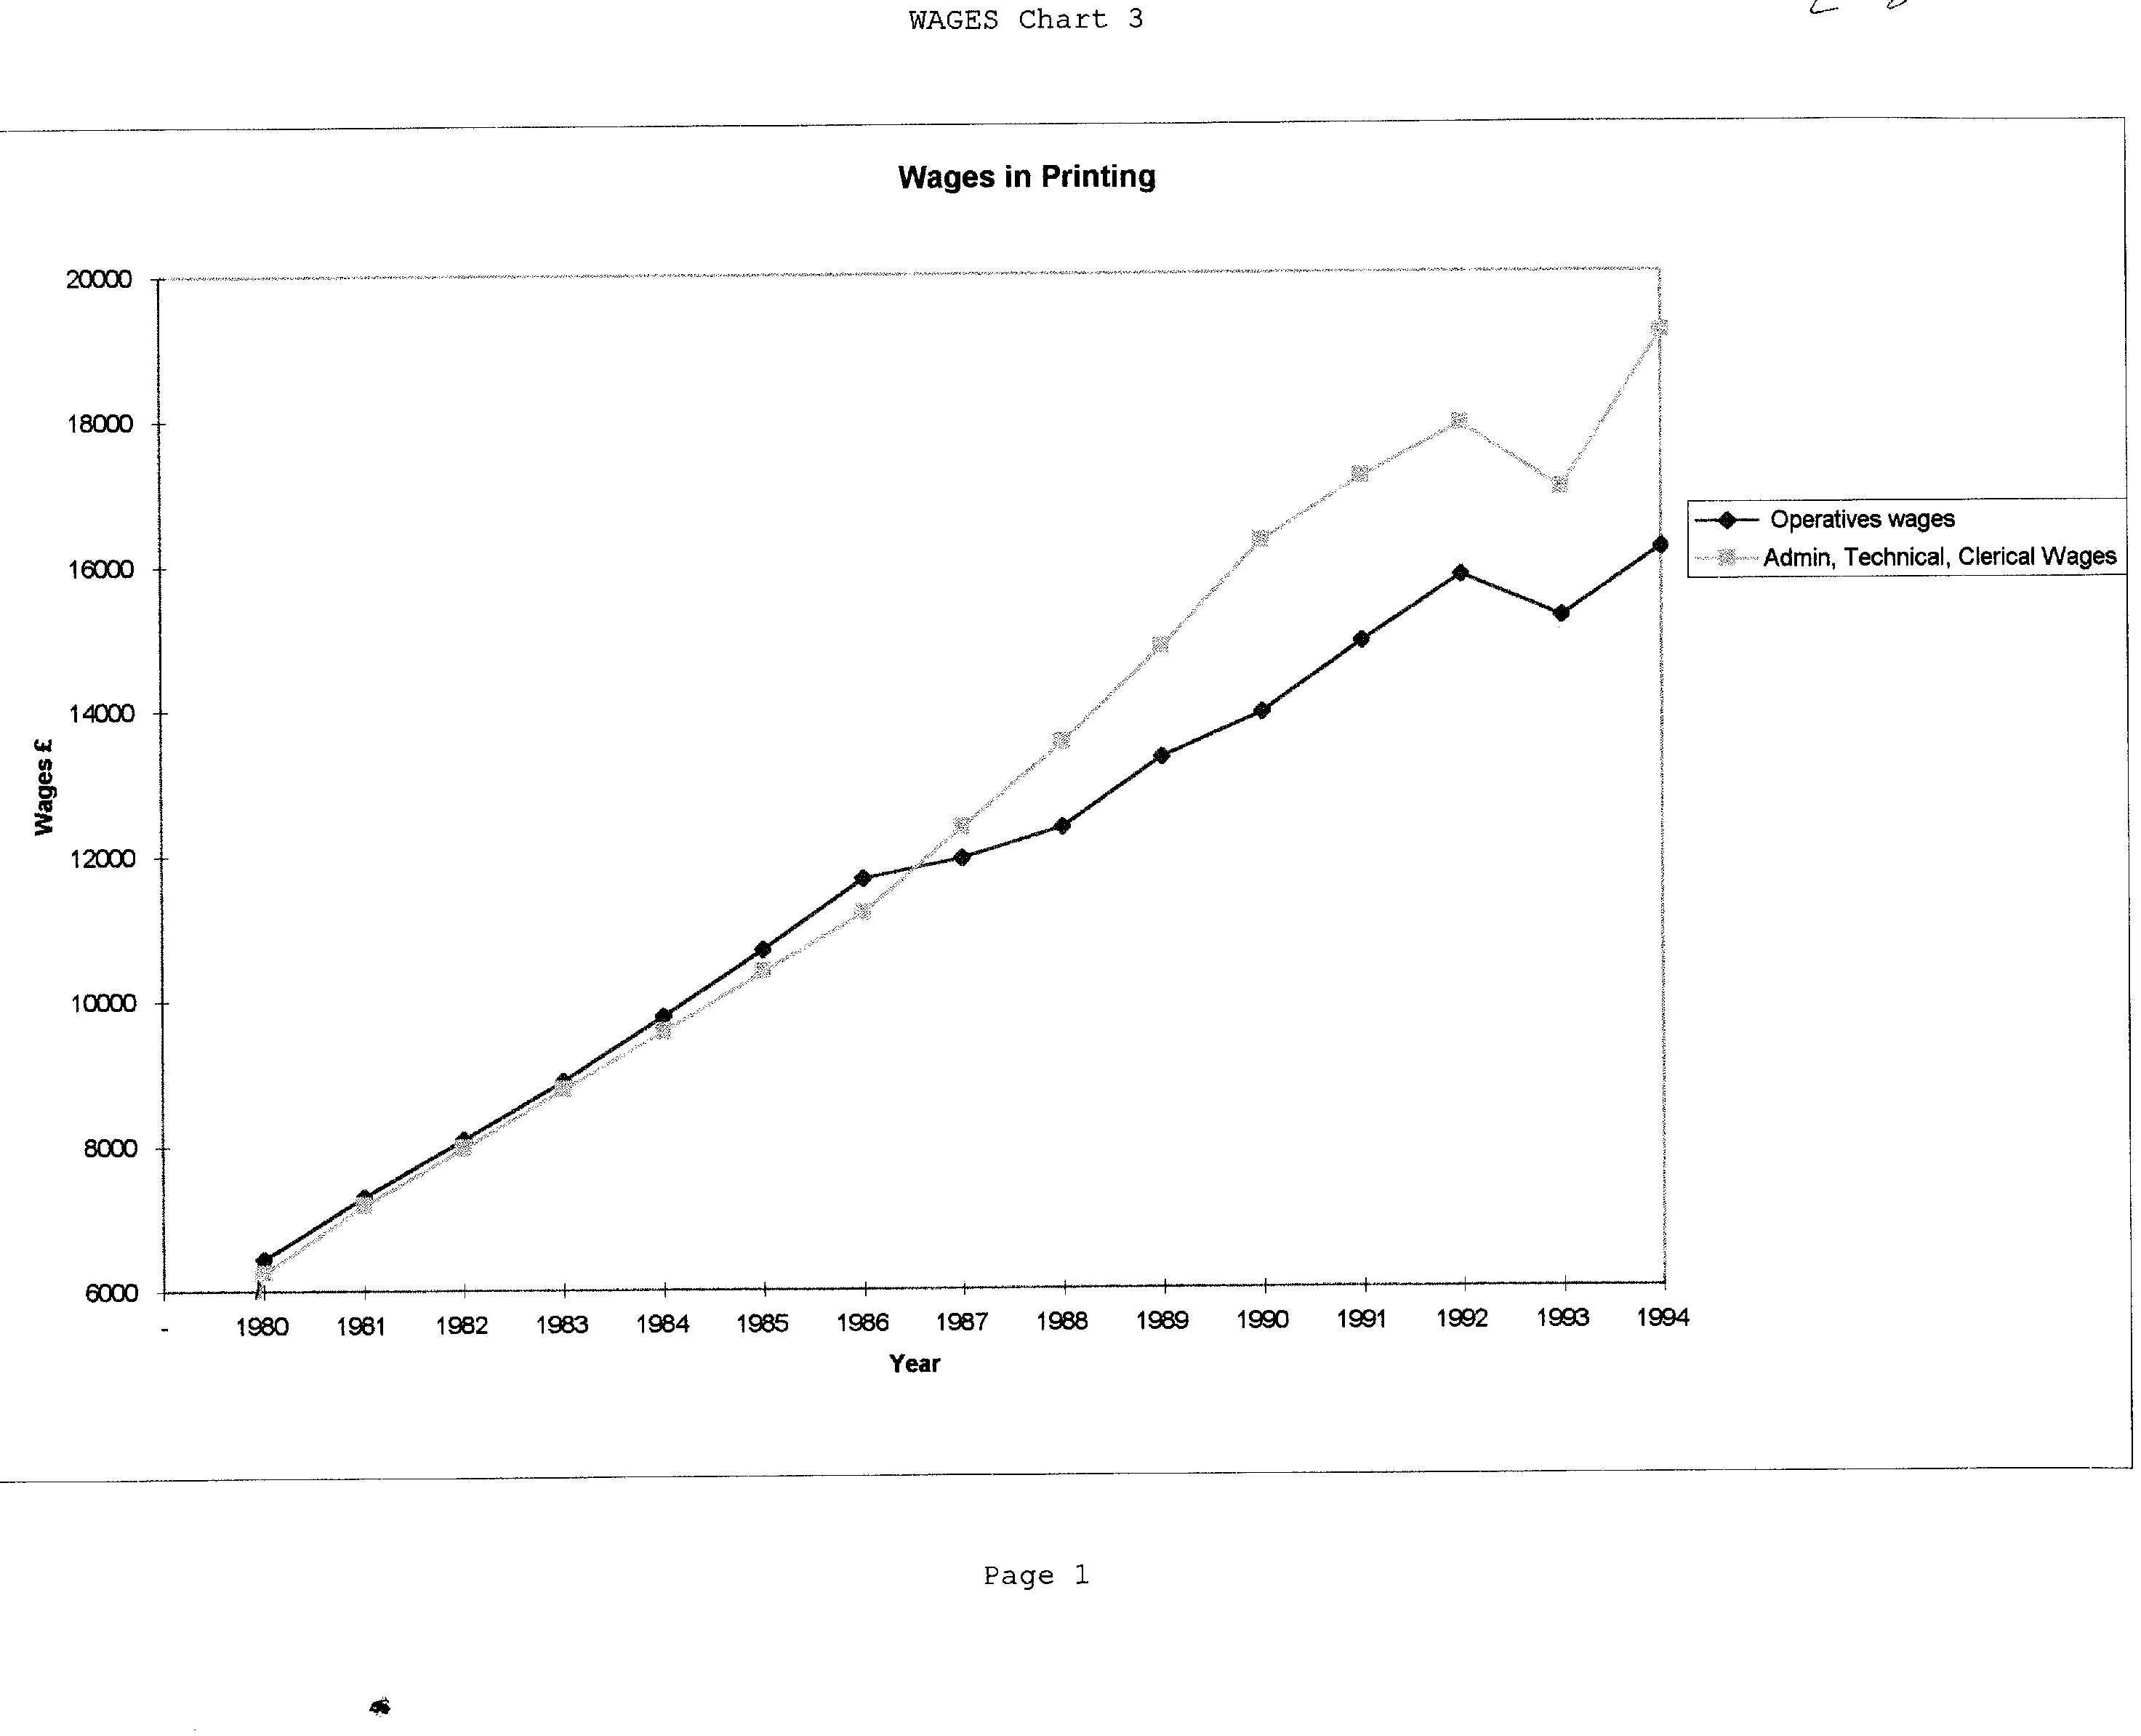 WAGES Chart 3
Wages in Printing
20000
18000
16000
14000
12000
10000
8000
6000
Wages £
-
1980 1981 1982 1983 1984 1985 1986 1987 1988 1989 1990 1991 1992 1993 1994
Year
Operatives wages
Admin, Technical, Clerical Wages
Page 1